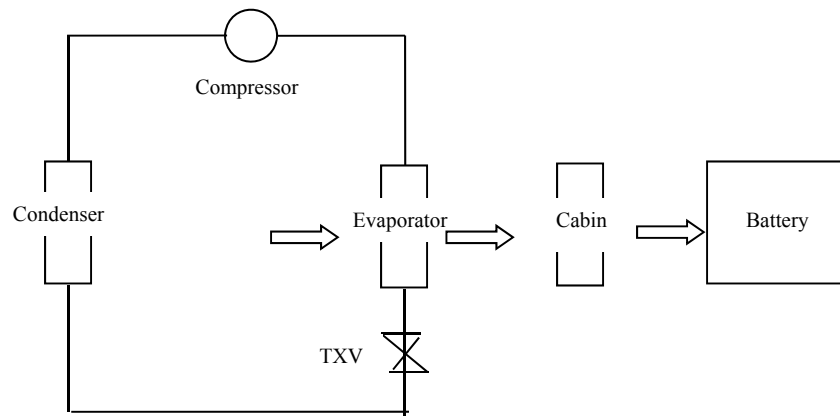 Compressor
Condenser
Evaporator
Cabin
Battery
TXV